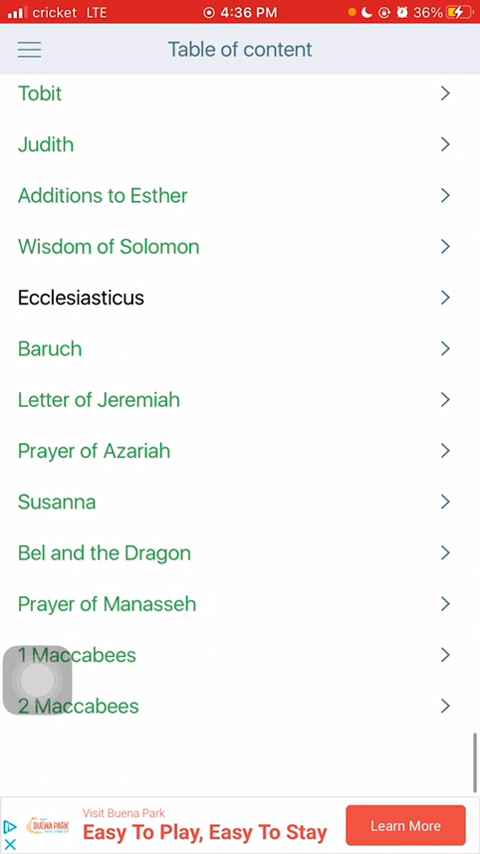 cricket LTE 4:36 PM 36%
Table of content
Tobit
Judith
Additions to Esther
Wisdom of Solomon
Ecclesiasticus
Baruch
Letter of Jeremiah
Prayer of Azariah
Susanna
Bel and the Dragon
Prayer of Manasseh
1 Maccabees
2 Maccabees
Visit Buena Park
BUENA PARK
Easy To Play, Easy To Stay
Learn More